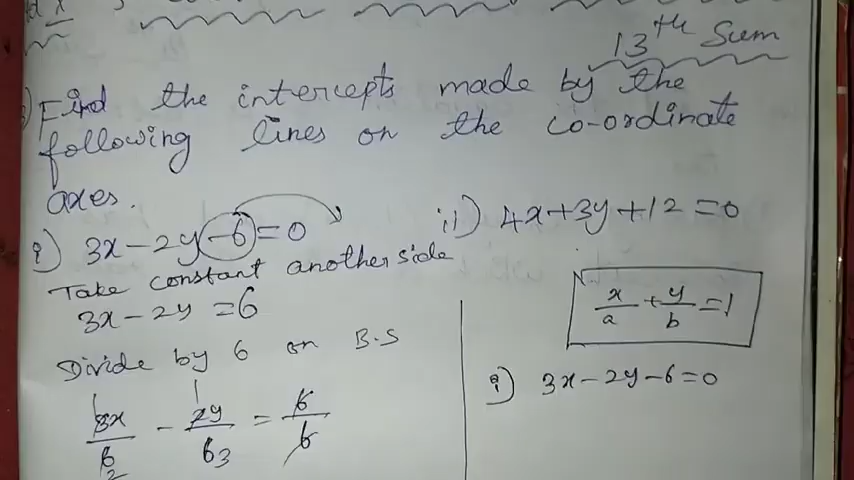 13th Sum
Find the intercepts made by the
following lines on the co-ordinate
axes.
i) 3x - 2y - 6 = 0
ii) 4x + 3y + 12 = 0
Take constant another side
3x - 2y = 6
Divide by 6 on B.S
3x/6 - 2y/6 = 6/6
1 1
2 3
x/a + y/b = 1
i) 3x - 2y - 6 = 0